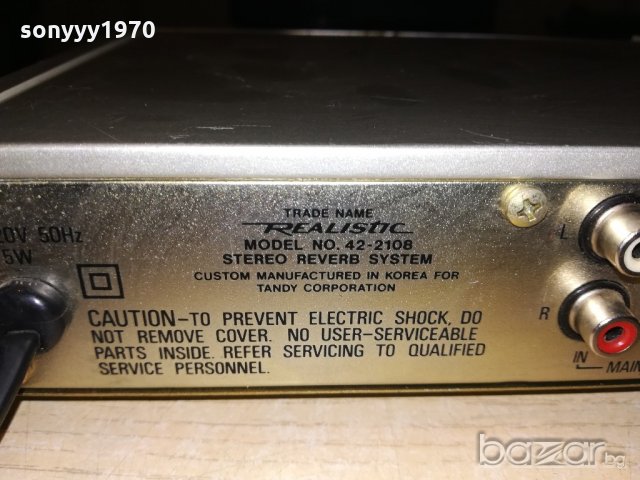 sonyyy1970
TRADE NAME
REALISTIC
MODEL NO. 42-2108
STEREO REVERB SYSTEM
CUSTOM MANUFACTURED IN KOREA FOR
TANDY CORPORATION
20V 50Hz
5W
CAUTION-TO PREVENT ELECTRIC SHOCK, DO
NOT REMOVE COVER. NO USER-SERVICEABLE
PARTS INSIDE. REFER SERVICING TO QUALIFIED
SERVICE PERSONNEL.
L
R
IN
MAIN
bazar.bg